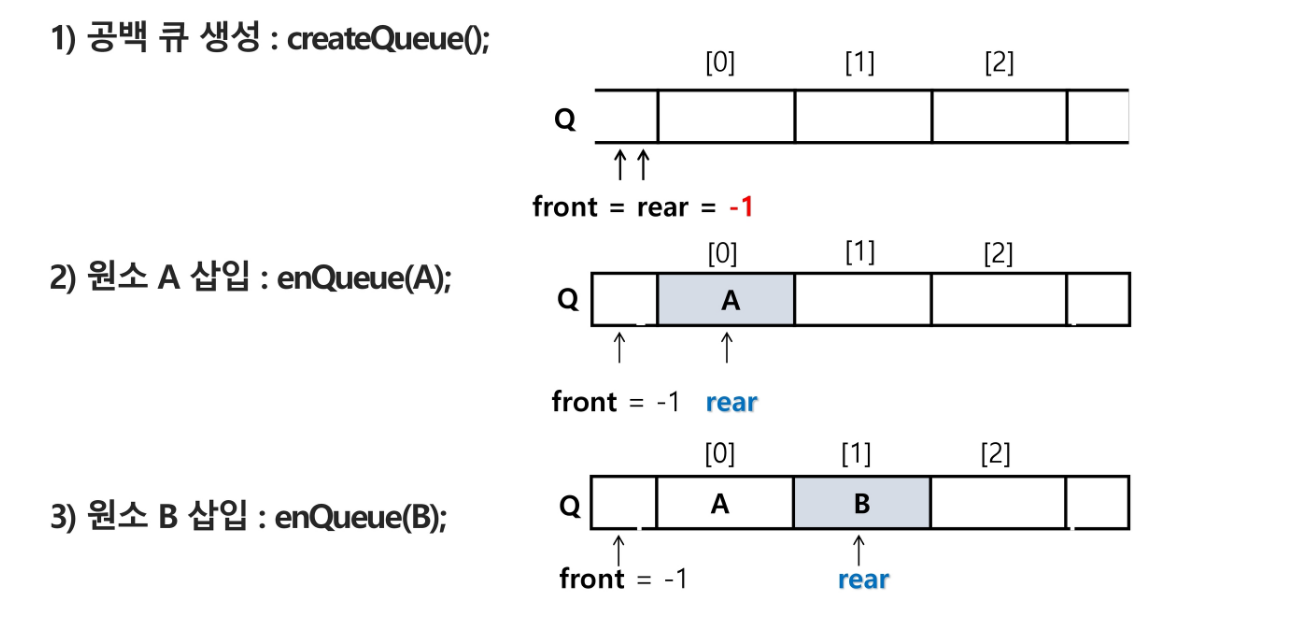 1) 공백 큐 생성 : createQueue();
[0] [1] [2]
Q
front = rear = -1
2) 원소 A 삽입 : enQueue(A);
[0] [1] [2]
Q A
front = -1 rear
[0] [1] [2]
3) 원소 B 삽입 : enQueue(B);
Q A B
front = -1 rear